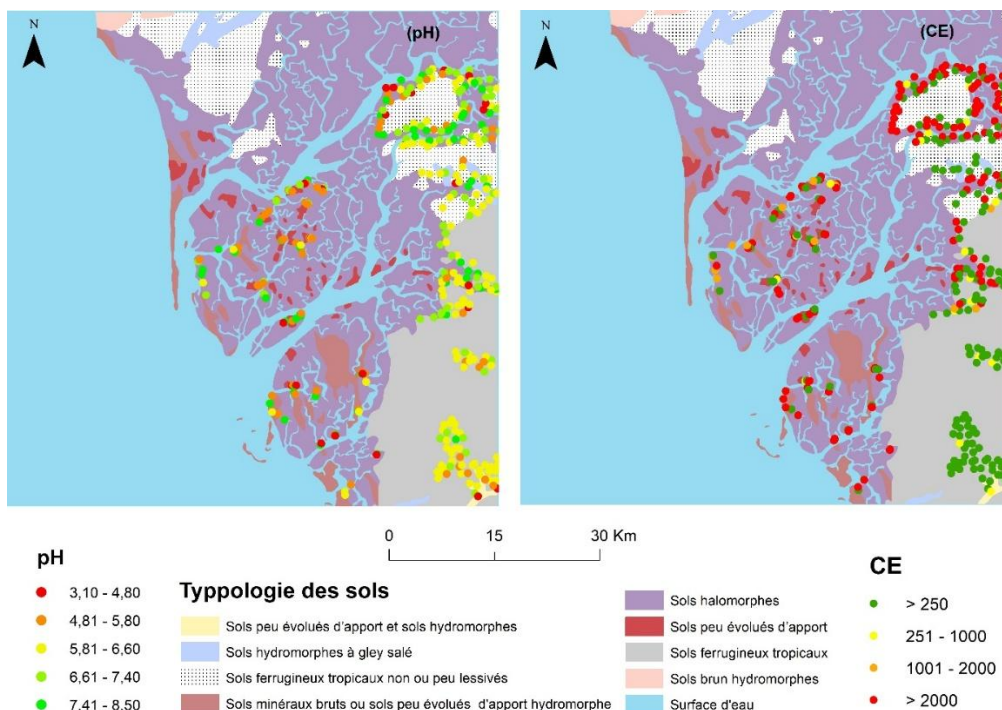 N
(pH)
N
(CE)
0 15 30 Km
pH
3,10 - 4,80
4,81 - 5,80
5,81 - 6,60
6,61 - 7,40
7,41 - 8,50
Typpologie des sols
Sols peu évolués d'apport et sols hydromorphes
Sols hydromorphes à gley salé
Sols ferrugineux tropicaux non ou peu lessivés
Sols minéraux bruts ou sols peu évolués d'apport hydromorphe
Sols halomorphes
Sols peu évolués d'apport
Sols ferrugineux tropicaux
Sols brun hydromorphes
Surface d'eau
CE
> 250
251 - 1000
1001 - 2000
> 2000